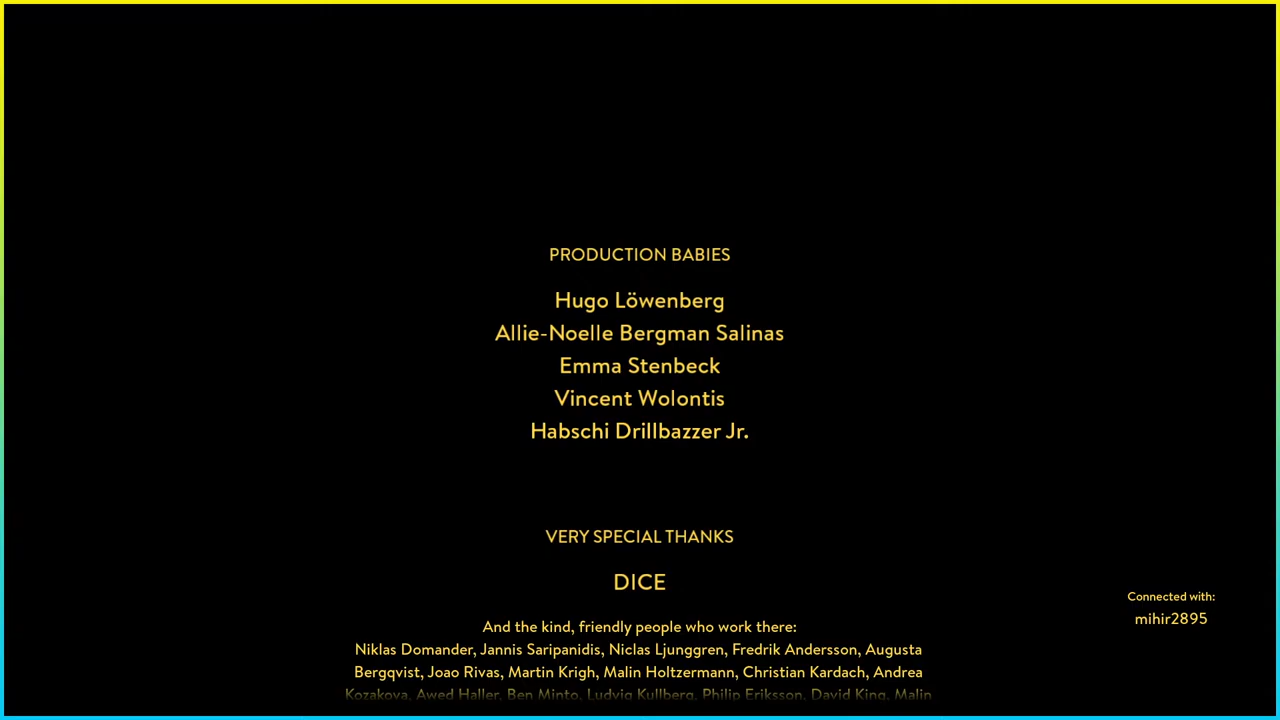 PRODUCTION BABIES
Hugo Löwenberg
Allie-Noelle Bergman Salinas
Emma Stenbeck
Vincent Wolontis
Habschi Drillbazzer Jr.
VERY SPECIAL THANKS
DICE
And the kind, friendly people who work there:
Niklas Domander, Jannis Saripanidis, Niclas Ljunggren, Fredrik Andersson, Augusta
Bergqvist, Joao Rivas, Martin Krigh, Malin Holtzermann, Christian Kardach, Andrea
Kozakova, Awed Haller, Ben Minto, Ludvig Kullberg, Philip Eriksson, David King, Malin
Connected with:
mihir2895